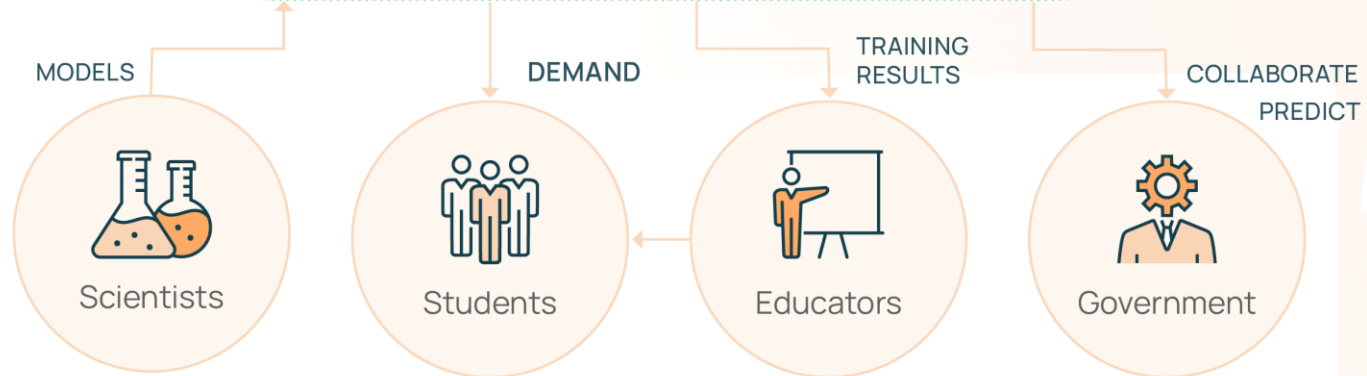 MODELS
DEMAND
TRAINING
RESULTS
COLLABORATE
PREDICT
Scientists
Students
Educators
Government